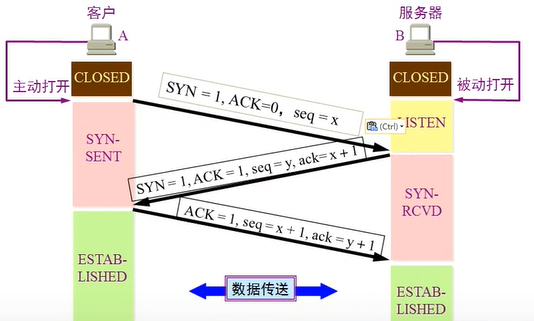 客户
服务器
A
B
CLOSED
CLOSED
主动打开
被动打开
SYN = 1, ACK=0，seq = x
(Ctrl)
LISTEN
SYN-
SENT
SYN = 1, ACK = 1, seq = y, ack= x + 1
SYN-
RCVD
ACK = 1, seq = x + 1, ack = y + 1
ESTAB-
LISHED
数据传送
ESTAB-
LISHED